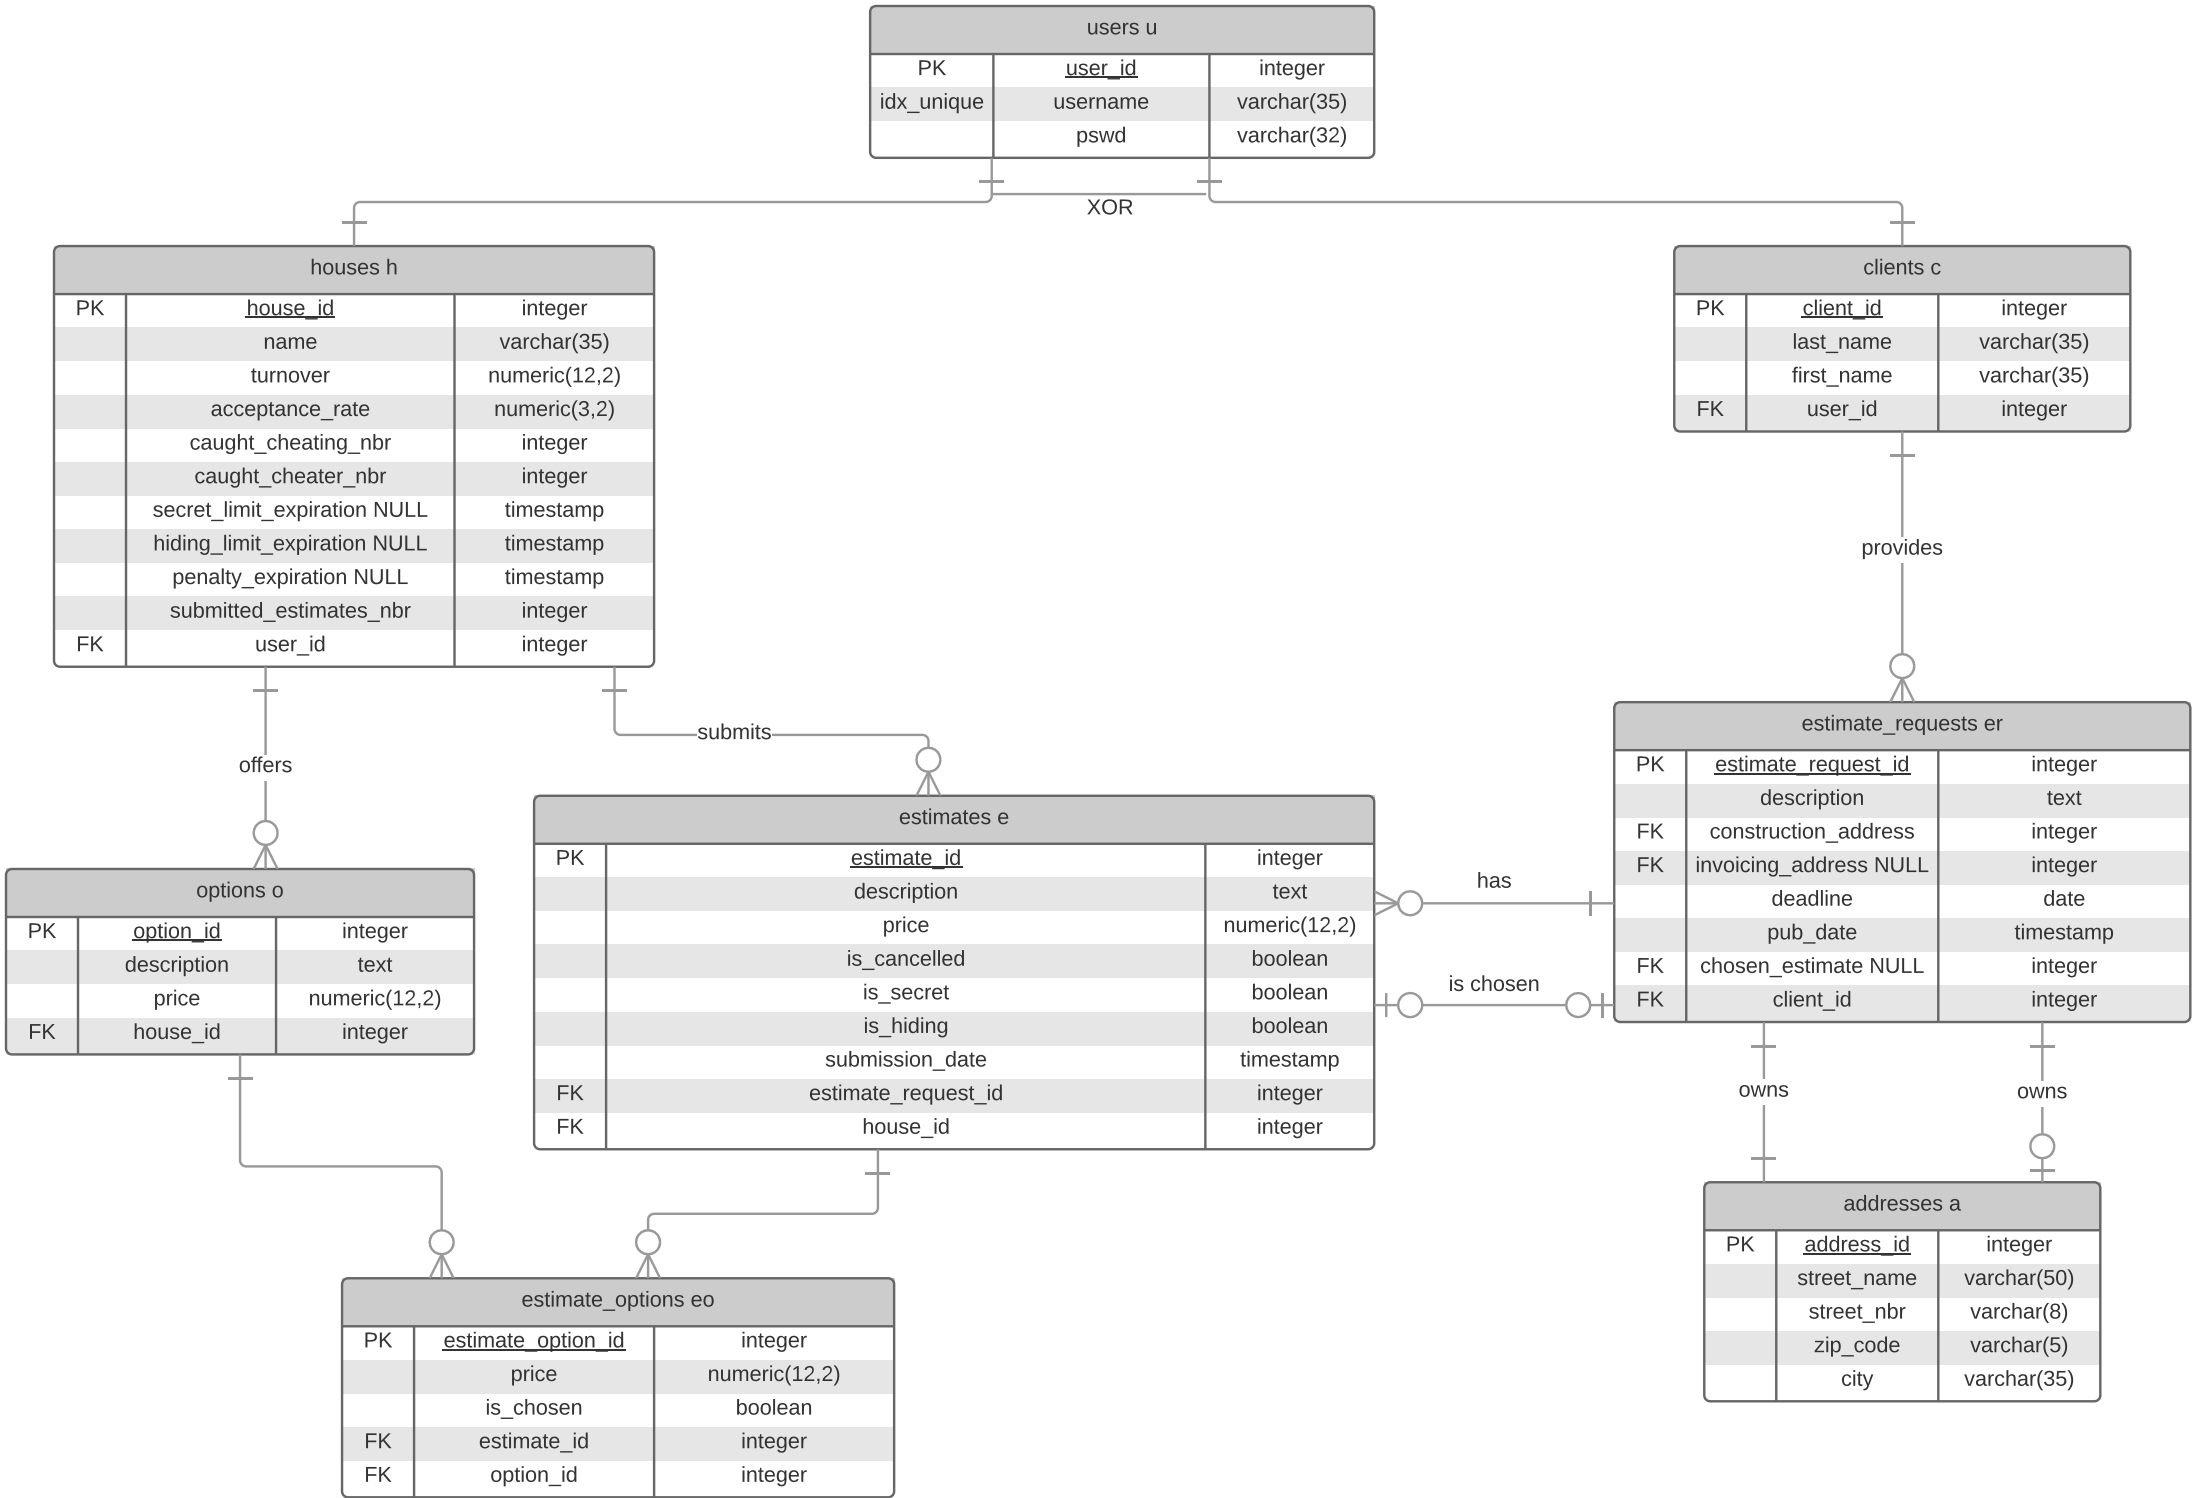 users u
PK user_id integer
idx_unique username varchar(35)
pswd varchar(32)
XOR
houses h
PK house_id integer
name varchar(35)
turnover numeric(12,2)
acceptance_rate numeric(3,2)
caught_cheating_nbr integer
caught_cheater_nbr integer
secret_limit_expiration NULL timestamp
hiding_limit_expiration NULL timestamp
penalty_expiration NULL timestamp
submitted_estimates_nbr integer
FK user_id integer
clients c
PK client_id integer
last_name varchar(35)
first_name varchar(35)
FK user_id integer
provides
submits
offers
estimate_requests er
PK estimate_request_id integer
description text
FK construction_address integer
FK invoicing_address NULL integer
deadline date
pub_date timestamp
FK chosen_estimate NULL integer
FK client_id integer
estimates e
PK estimate_id integer
description text
price numeric(12,2)
is_cancelled boolean
is_secret boolean
is_hiding boolean
submission_date timestamp
FK estimate_request_id integer
FK house_id integer
has
is chosen
options o
PK option_id integer
description text
price numeric(12,2)
FK house_id integer
owns
owns
addresses a
PK address_id integer
street_name varchar(50)
street_nbr varchar(8)
zip_code varchar(5)
city varchar(35)
estimate_options eo
PK estimate_option_id integer
price numeric(12,2)
is_chosen boolean
FK estimate_id integer
FK option_id integer